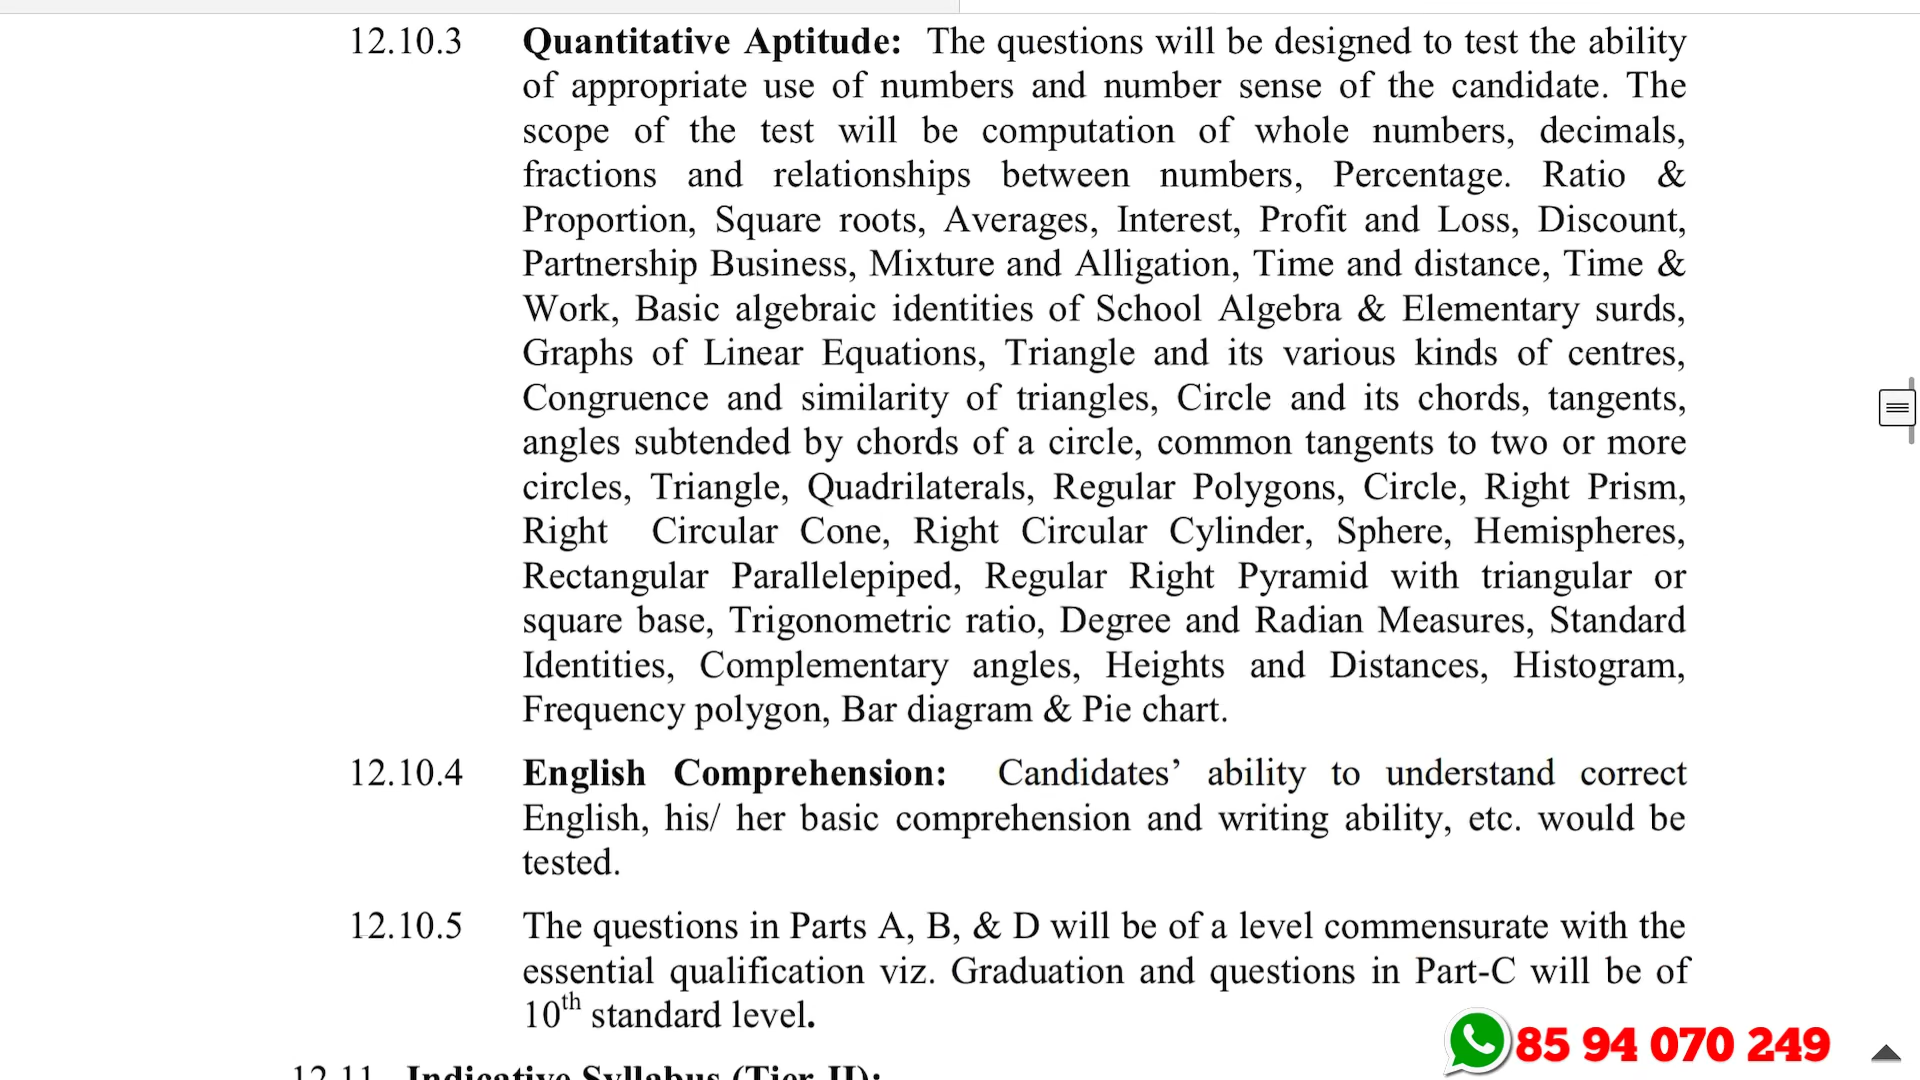 12.10.3 Quantitative Aptitude: The questions will be designed to test the ability
of appropriate use of numbers and number sense of the candidate. The
scope of the test will be computation of whole numbers, decimals,
fractions and relationships between numbers, Percentage. Ratio &
Proportion, Square roots, Averages, Interest, Profit and Loss, Discount,
Partnership Business, Mixture and Alligation, Time and distance, Time &
Work, Basic algebraic identities of School Algebra & Elementary surds,
Graphs of Linear Equations, Triangle and its various kinds of centres,
Congruence and similarity of triangles, Circle and its chords, tangents,
angles subtended by chords of a circle, common tangents to two or more
circles, Triangle, Quadrilaterals, Regular Polygons, Circle, Right Prism,
Right Circular Cone, Right Circular Cylinder, Sphere, Hemispheres,
Rectangular Parallelepiped, Regular Right Pyramid with triangular or
square base, Trigonometric ratio, Degree and Radian Measures, Standard
Identities, Complementary angles, Heights and Distances, Histogram,
Frequency polygon, Bar diagram & Pie chart.
12.10.4 English Comprehension: Candidates’ ability to understand correct
English, his/ her basic comprehension and writing ability, etc. would be
tested.
12.10.5 The questions in Parts A, B, & D will be of a level commensurate with the
essential qualification viz. Graduation and questions in Part-C will be of
10th standard level.
85 94 070 249
12.11 Indicative Syllabus (Tier-II):